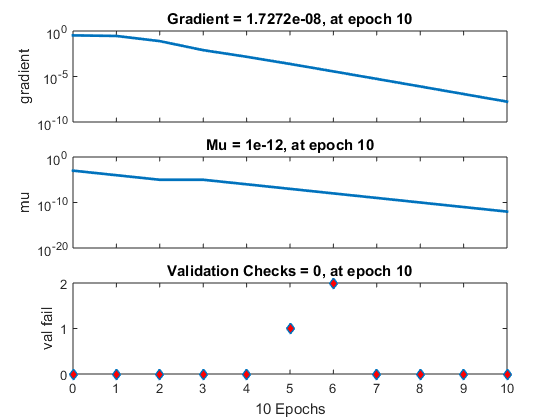 Gradient = 1.7272e-08, at epoch 10
10^0
10^-5
10^-10
gradient
Mu = 1e-12, at epoch 10
10^0
10^-10
10^-20
mu
Validation Checks = 0, at epoch 10
2
1
0
val fail
0 1 2 3 4 5 6 7 8 9 10
10 Epochs